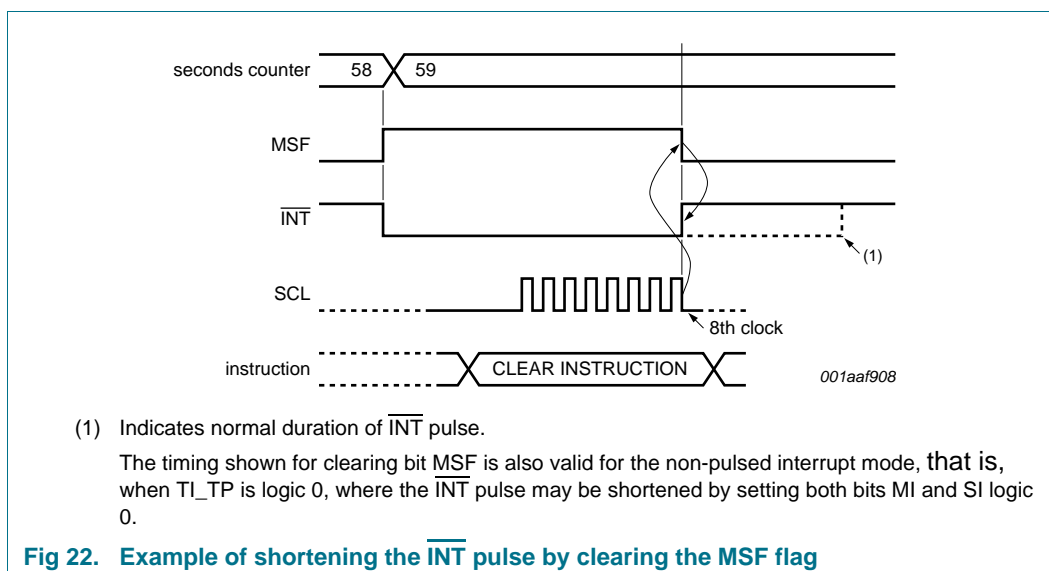 seconds counter 58 59
MSF
INT
(1)
SCL
8th clock
instruction CLEAR INSTRUCTION
001aaf908
(1) Indicates normal duration of INT pulse.
The timing shown for clearing bit MSF is also valid for the non-pulsed interrupt mode, that is,
when TI_TP is logic 0, where the INT pulse may be shortened by setting both bits MI and SI logic
0.
Fig 22. Example of shortening the INT pulse by clearing the MSF flag